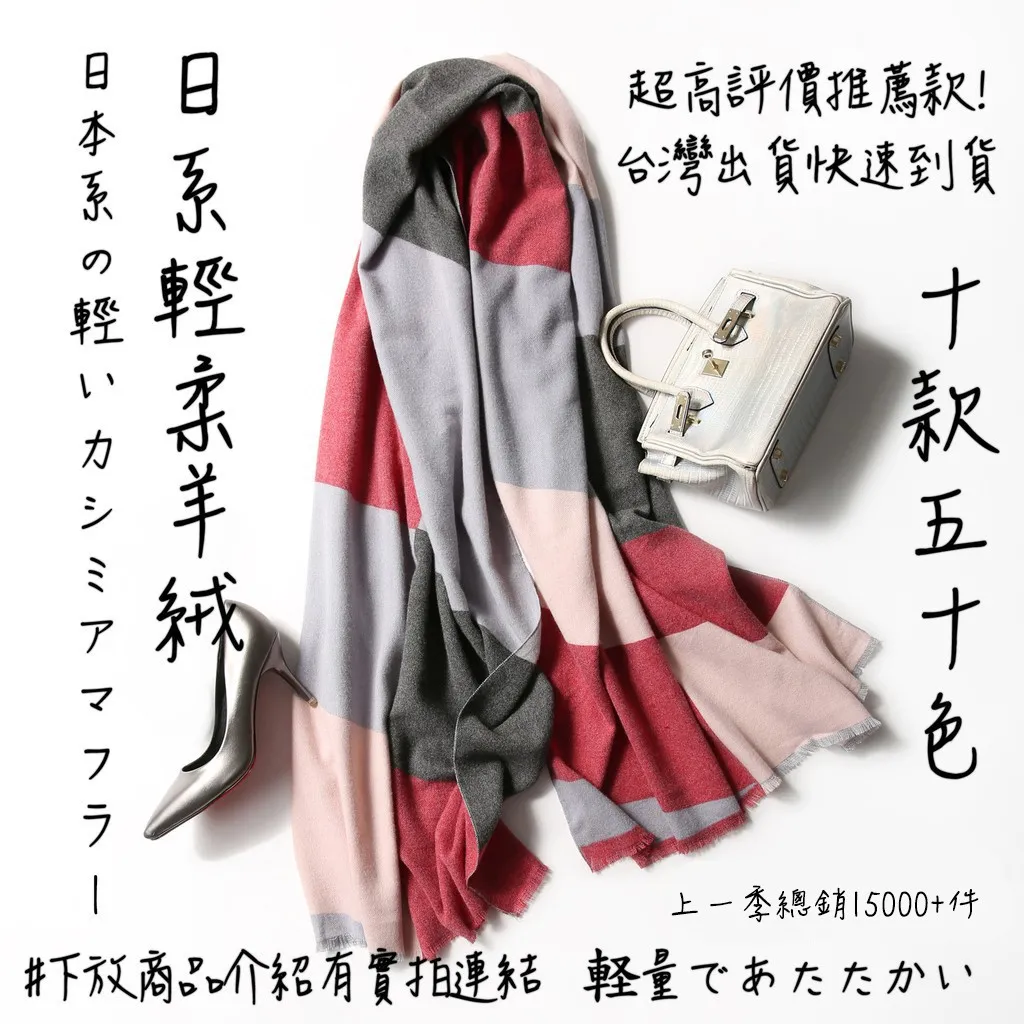 超高評價推薦款!
台灣出貨快速到貨
十款五十色
日系輕柔羊絨
日本系の輕いカシミアマフラー
上一季總銷15000+件
#下放商品介紹有實拍連結
軽量であたたかい